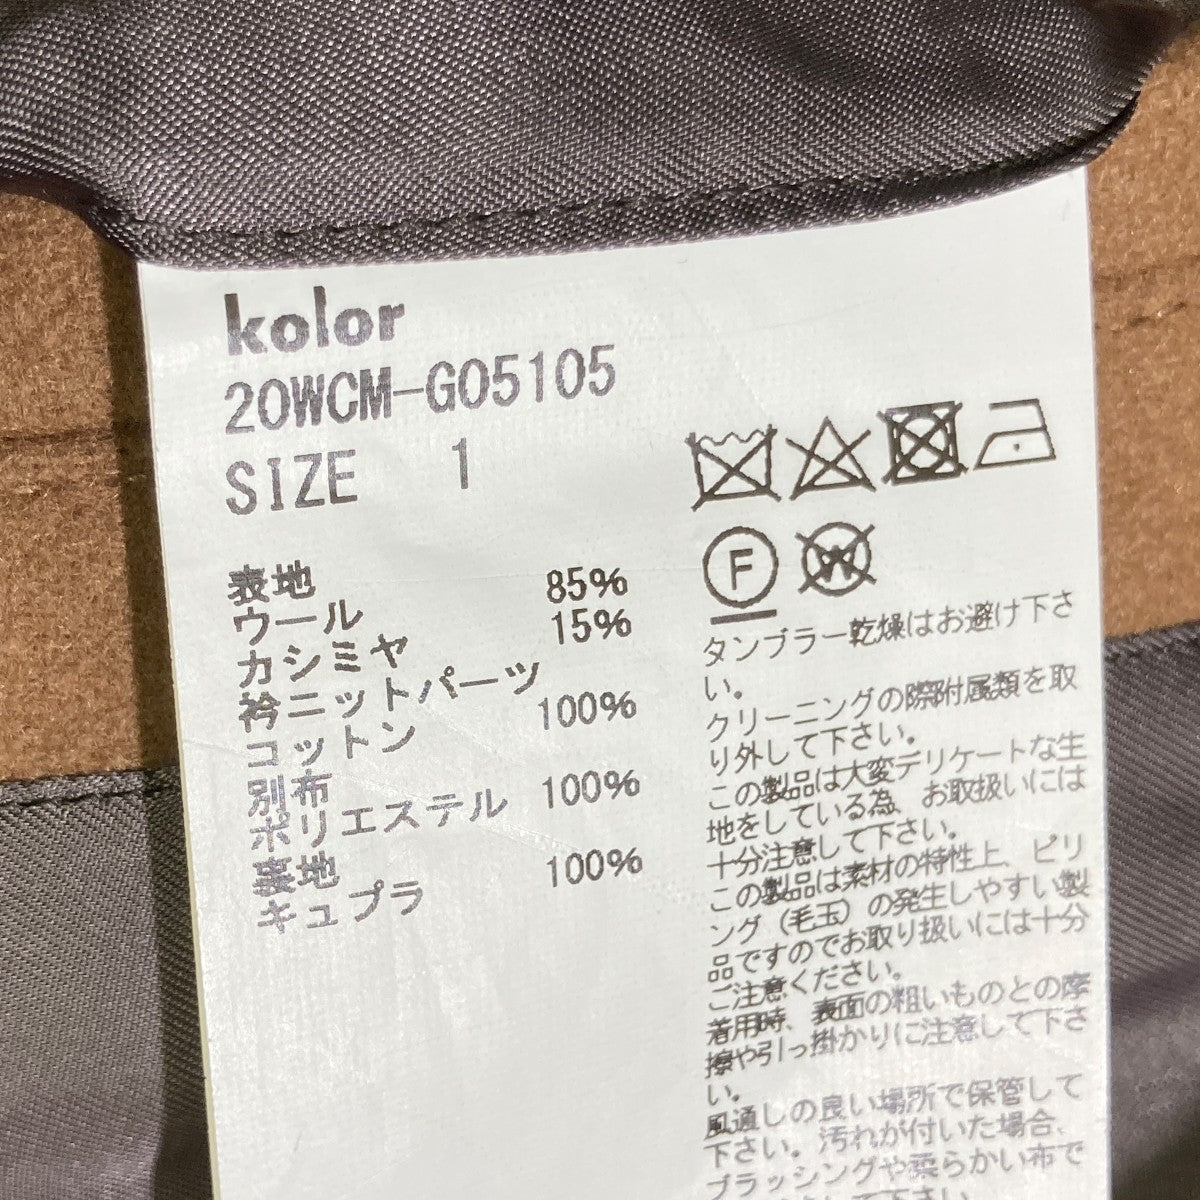 kolor
20WCM-G05105
SIZE 1
表地
ウール 85%
カシミヤ 15%
衿ニットパーツ
コットン 100%
別布
ポリエステル 100%
裏地
キュプラ 100%
F
W
タンブラー乾燥はお避け下さ
い。
クリーニングの際附属類を取
り外して下さい。
この製品は大変デリケートな生
地をしている為、お取扱いには
十分注意して下さい。
この製品は素材の特性上、ピリ
ング(毛玉)の発生しやすい製
品ですのでお取り扱いには十分
ご注意ください。
着用時、表面の粗いものとの摩
擦や引っ掛かりに注意して下さ
い。
風通しの良い場所で保管して
下さい。汚れが付いた場合、
ブラッシングや柔らかい布で